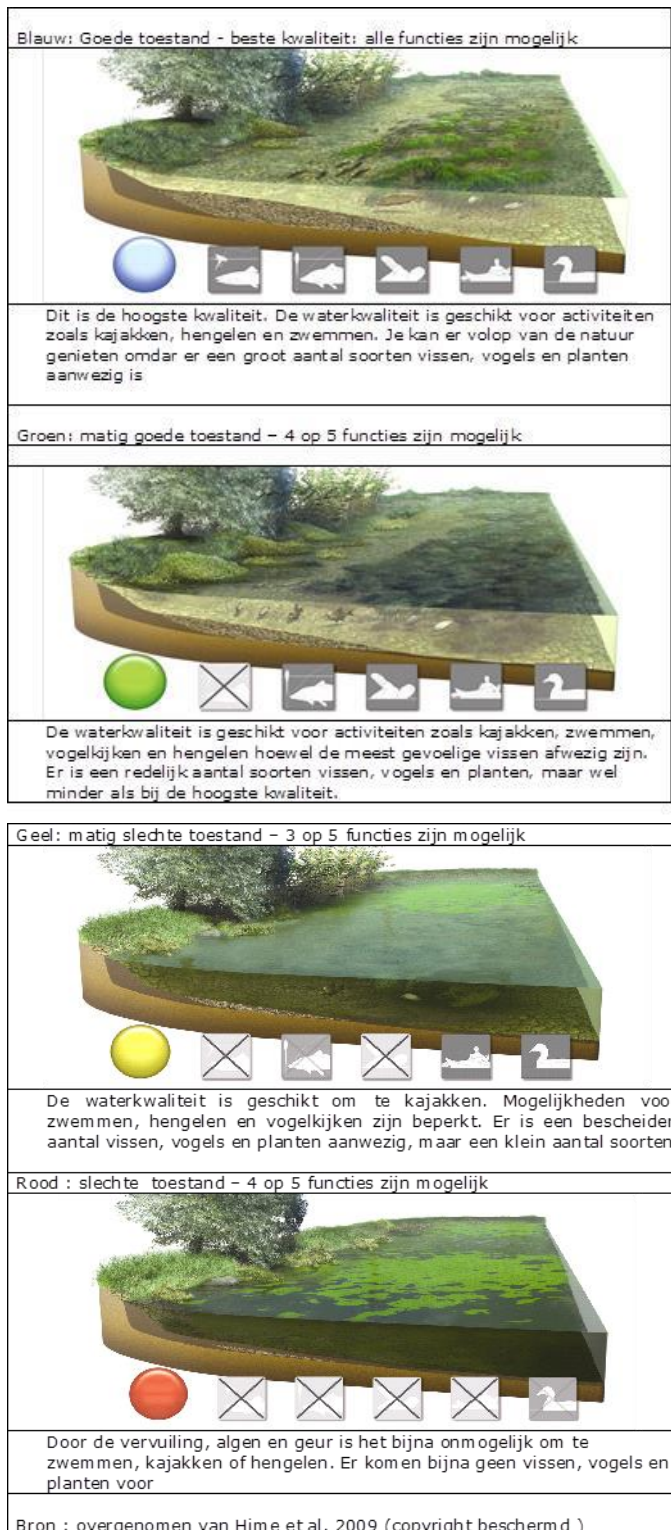 Blauw: Goede toestand - beste kwaliteit: alle functies zijn mogelijk
Dit is de hoogste kwaliteit. De waterkwaliteit is geschikt voor activiteiten
zoals kajakken, hengelen en zwemmen. Je kan er volop van de natuur
genieten omdar er een groot aantal soorten vissen, vogels en planten
aanwezig is
Groen: matig goede toestand – 4 op 5 functies zijn mogelijk
De waterkwaliteit is geschikt voor activiteiten zoals kajakken, zwemmen,
vogelkijken en hengelen hoewel de meest gevoelige vissen afwezig zijn.
Er is een redelijk aantal soorten vissen, vogels en planten, maar wel
minder als bij de hoogste kwaliteit.
Geel: matig slechte toestand – 3 op 5 functies zijn mogelijk
De waterkwaliteit is geschikt om te kajakken. Mogelijkheden voo
zwemmen, hengelen en vogelkijken zijn beperkt. Er is een bescheiden
aantal vissen, vogels en planten aanwezig, maar een klein aantal soorten
Rood : slechte toestand – 4 op 5 functies zijn mogelijk
Door de vervuiling, algen en geur is het bijna onmogelijk om te
zwemmen, kajakken of hengelen. Er komen bijna geen vissen, vogels en
planten voor
Bron : overgenomen van Hime et al, 2009 (copyright beschermd )